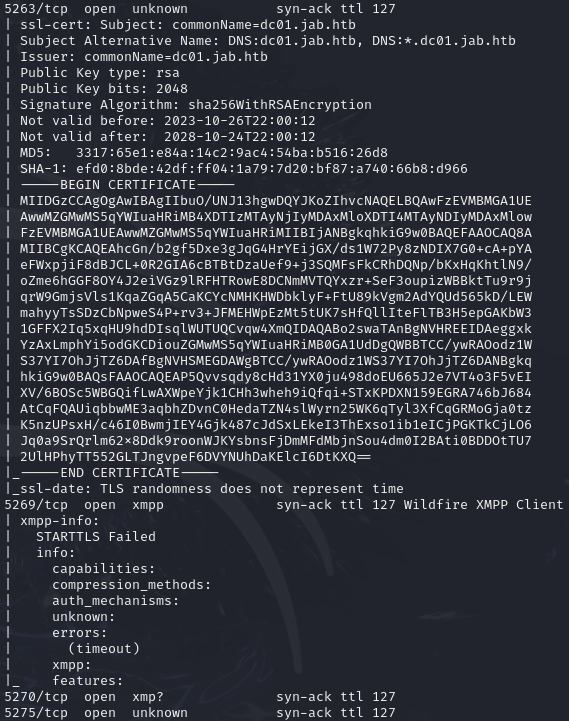 5263/tcp  open  unknown           syn-ack ttl 127
| ssl-cert: Subject: commonName=dc01.jab.htb
| Subject Alternative Name: DNS:dc01.jab.htb, DNS:*.dc01.jab.htb
| Issuer: commonName=dc01.jab.htb
| Public Key type: rsa
| Public Key bits: 2048
| Signature Algorithm: sha256WithRSAEncryption
| Not valid before: 2023-10-26T22:00:12
| Not valid after:  2028-10-24T22:00:12
| MD5:   3317:65e1:e84a:14c2:9ac4:54ba:b516:26d8
| SHA-1: efd0:8bde:42df:ff04:1a79:7d20:bf87:a740:66b8:d966
| -----BEGIN CERTIFICATE-----
| MIIDGzCCAgOgAwIBAgIIbuO/UNJ13hgwDQYJKoZIhvcNAQELBQAwFzEVMBMGA1UE
| AwwMZGMwMS5qYWIuaHRiMB4XDTIzMTAyNjIyMDAxMloXDTI4MTAyNDIyMDAxMlow
| FzEVMBMGA1UEAwwMZGMwMS5qYWIuaHRiMIIBIjANBgkqhkiG9w0BAQEFAAOCAQ8A
| MIIBCgKCAQEAhcGn/b2gf5Dxe3gJqG4HrYEijGX/ds1W72Py8zNDIX7G0+cA+pYA
| eFWxpjiF8dBJCL+0R2GIA6cBTBtDzaUef9+j3SQMFsFkCRhDQNp/bKxHqKhtlN9/
| oZme6hGGF8OY4J2eiVGz9lRFHTRowE8DCNmMVTQYxzr+SeF3oupizWBBktTu9r9j
| qrW9GmjsVls1KqaZGqA5CaKCYcNMHKHWDbklyF+FtU89kVgm2AdYQUd565kD/LEW
| mahyyTsSDzCbNpweS4P+rv3+JFMEHWpEzMt5tUK7sHfQllIteFlTB3H5epGAKbW3
| 1GFFX2Iq5xqHU9hdDIsqlWUTUQCvqw4XmQIDAQABo2swaTAnBgNVHREEIDAeggxk
| YzAxLmphYi5odGKCDiouZGMwMS5qYWIuaHRiMB0GA1UdDgQWBBTCC/ywRAOodz1W
| S37YI7OhJjTZ6DAfBgNVHSMEGDAWgBTCC/ywRAOodz1WS37YI7OhJjTZ6DANBgkq
| hkiG9w0BAQsFAAOCAQEAP5Qvvsqdy8cHd31YX0ju498doEU665J2e7VT4o3F5vEI
| XV/6BOSc5WBGQifLwAXWpeYjk1CHh3wheh9iQfqi+STxKPDXN159EGRA746bJ684
| AtCqFQAUiqbbwME3aqbhZDvnC0HedaTZN4slWyrn25WK6qTyl3XfCqGRMoGja0tz
| K5nzUPsxH/c46I0BwmjIEY4Gjk487cJdSxLEkeI3ThExso1ib1eICjPGKTkCjLO6
| Jq0a9SrQrlm62x8Ddk9roonWJKYsbnsFjDmMFdMbjnSou4dm0I2BAti0BDDOtTU7
| 2UlHPhyTT552GLTJngvpeF6DVYNUhDaKElcI6DtKXQ==
|_-----END CERTIFICATE-----
|_ssl-date: TLS randomness does not represent time
5269/tcp  open  xmpp              syn-ack ttl 127 Wildfire XMPP Client
| xmpp-info:
|   STARTTLS Failed
|   info:
|     capabilities:
|     compression_methods:
|     auth_mechanisms:
|     unknown:
|     errors:
|       (timeout)
|     xmpp:
|_    features:
5270/tcp  open  xmp?              syn-ack ttl 127
5275/tcp  open  unknown           syn-ack ttl 127